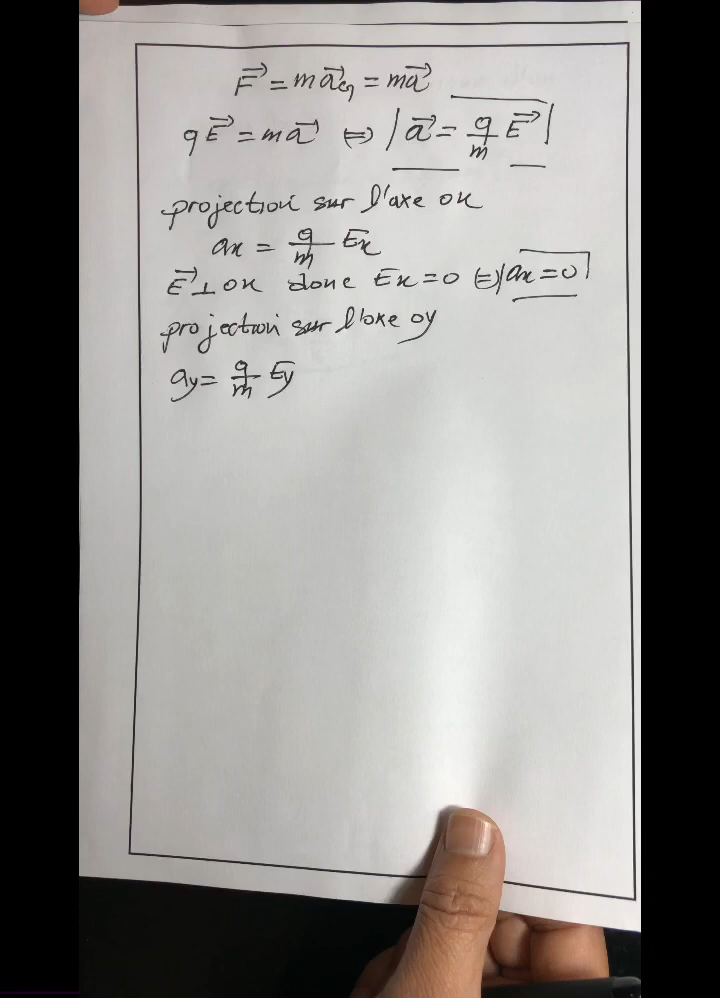 F⃗ = m a⃗_G = m a⃗
q E⃗ = m a⃗ ⇔ | a⃗ = q/m E⃗ |
projection sur l'axe ox
ax = q/m Ex
E⃗ ⊥ ox donc Ex = 0 ⇔ | ax = 0 |
projection sur l'axe oy
ay = q/m Ey